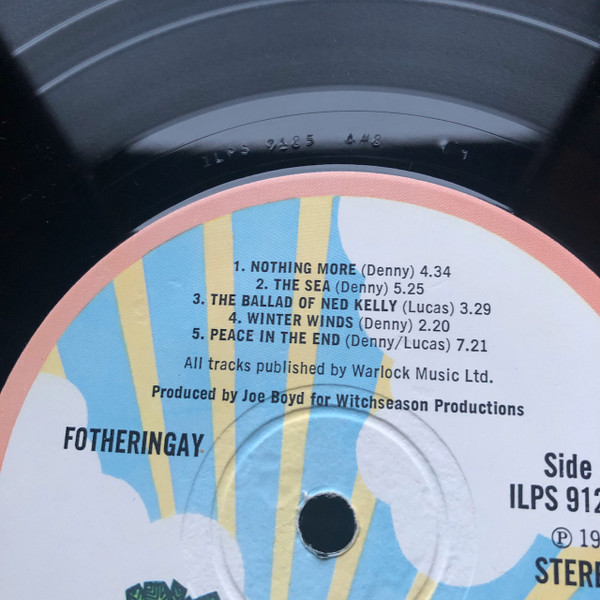 ILPS 9125 A
1. NOTHING MORE (Denny) 4.34
2. THE SEA (Denny) 5.25
3. THE BALLAD OF NED KELLY (Lucas) 3.29
4. WINTER WINDS (Denny) 2.20
5. PEACE IN THE END (Denny/Lucas) 7.21
All tracks published by Warlock Music Ltd.
Produced by Joe Boyd for Witchseason Productions
FOTHERINGAY
Side
ILPS 912
℗ 19
STERE